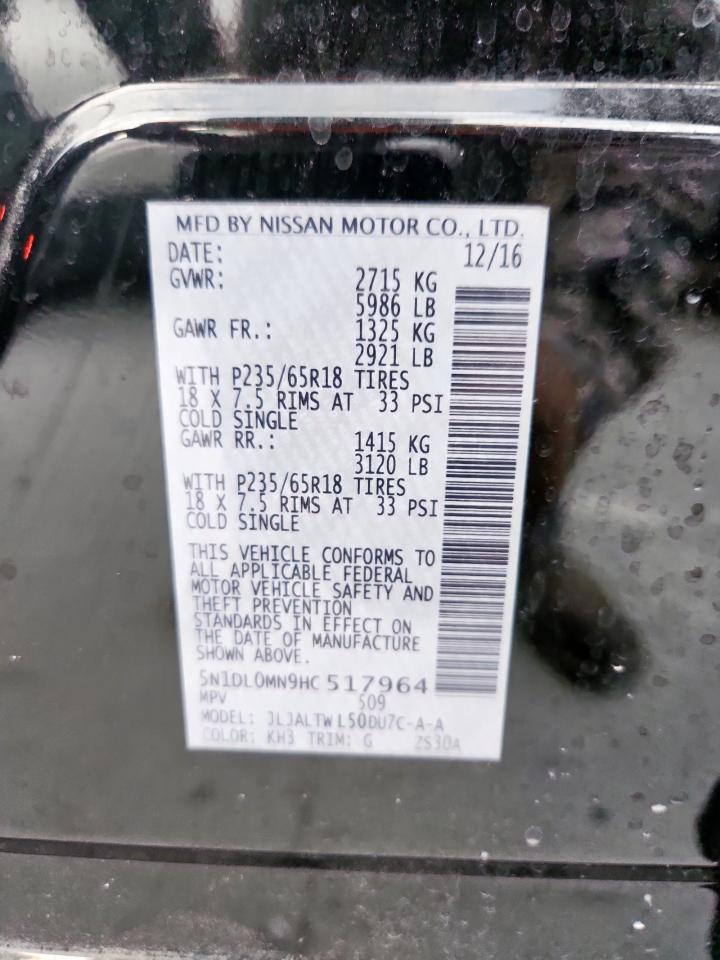 MFD BY NISSAN MOTOR CO., LTD.
DATE: 12/16
GVWR: 2715 KG
5986 LB
GAWR FR.: 1325 KG
2921 LB
WITH P235/65R18 TIRES
18 X 7.5 RIMS AT 33 PSI
COLD SINGLE
GAWR RR.: 1415 KG
3120 LB
WITH P235/65R18 TIRES
18 X 7.5 RIMS AT 33 PSI
COLD SINGLE
THIS VEHICLE CONFORMS TO
ALL APPLICABLE FEDERAL
MOTOR VEHICLE SAFETY AND
THEFT PREVENTION
STANDARDS IN EFFECT ON
THE DATE OF MANUFACTURE
SHOWN ABOVE.
5N1DL0MN9HC 517964
MPV 509
MODEL: JLJALTW L50DU7C-A-A
COLOR: KH3 TRIM: G 2S30A